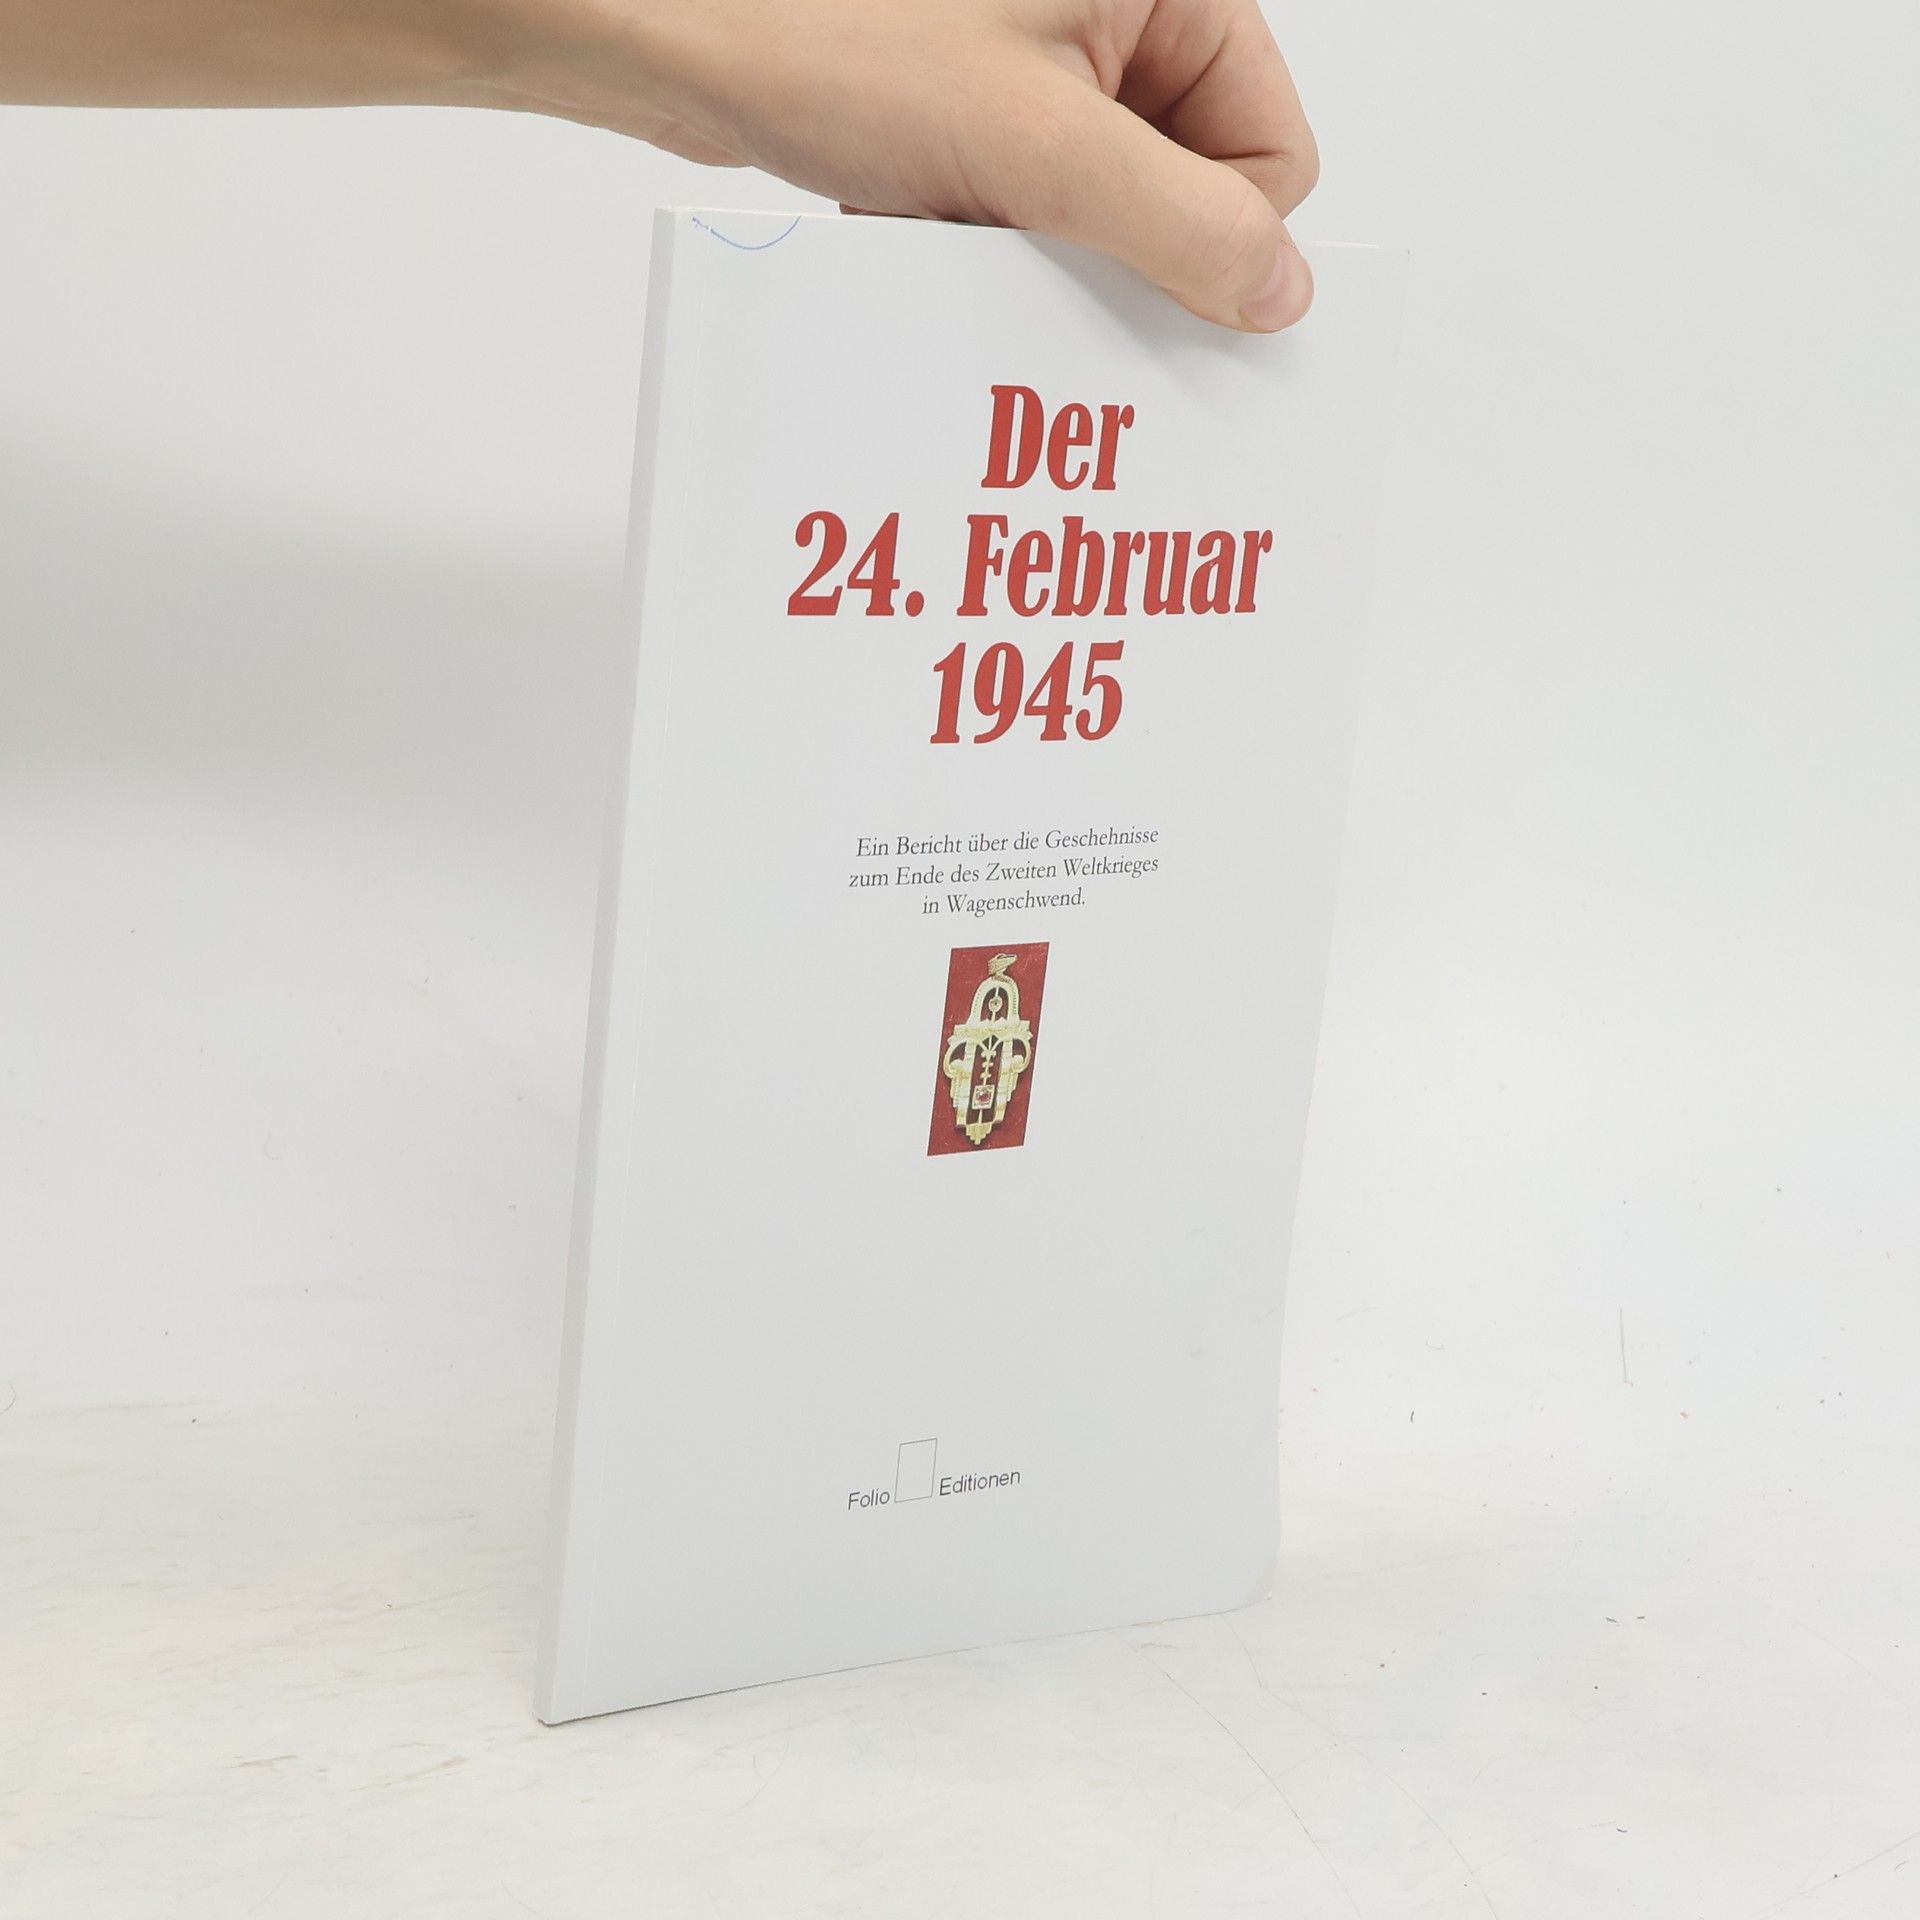 Der
24. Februar
1945
Ein Bericht über die Geschehnisse
zum Ende des Zweiten Weltkrieges
in Wagenschwend.
Folio Editionen